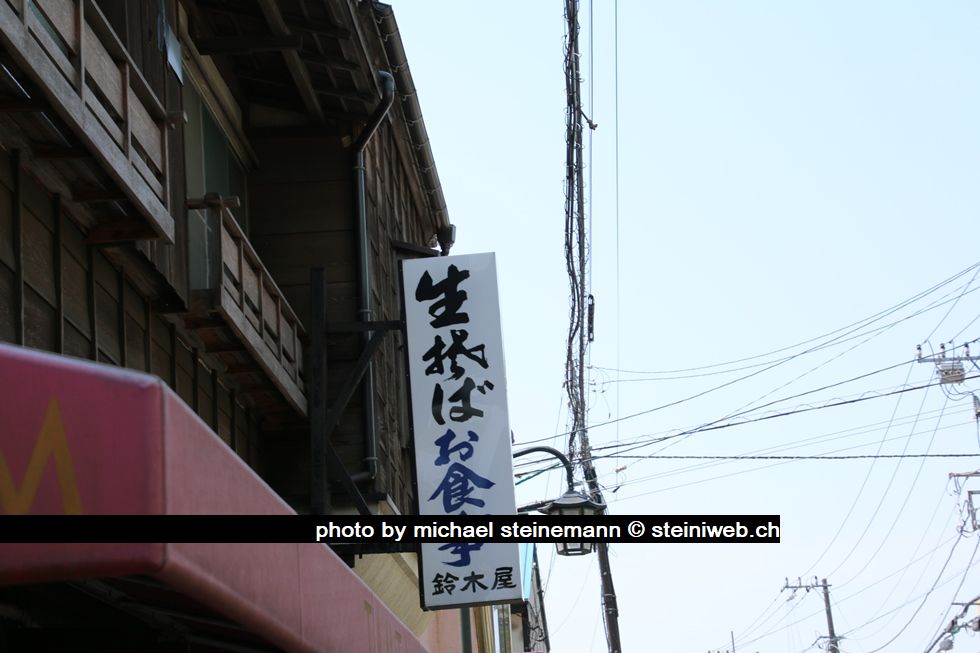 生そば
お食事
鈴木屋
photo by michael steinemann © steiniweb.ch